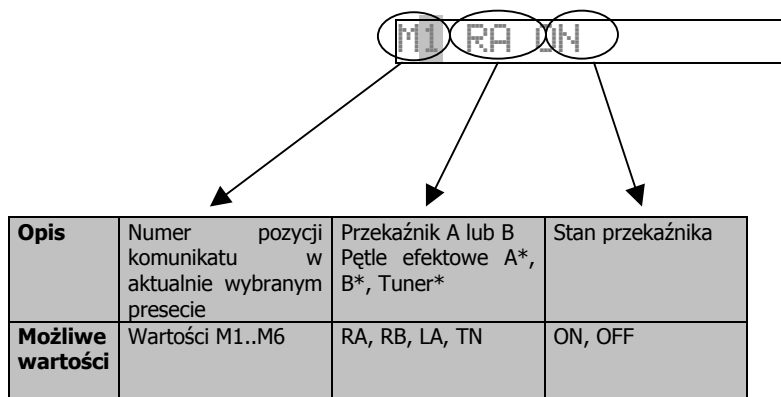 M1 RA ON
Opis
Numer pozycji
komunikatu w
aktualnie wybranym
presecie
Przekaźnik A lub B
Pętle efektowe A*,
B*, Tuner*
Stan przekaźnika
Możliwe
wartości
Wartości M1..M6
RA, RB, LA, TN
ON, OFF